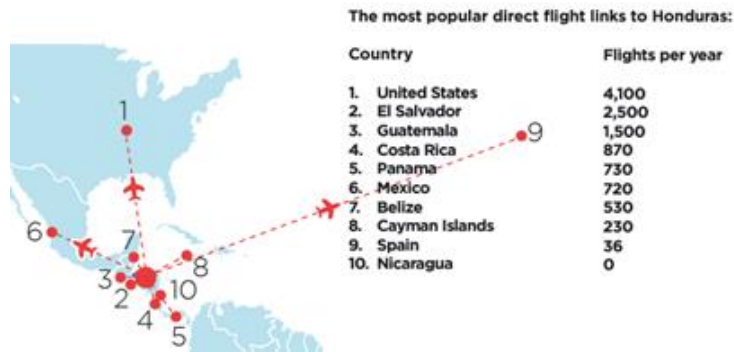 The most popular direct flight links to Honduras:
Country Flights per year
1. United States 4,100
2. El Salvador 2,500
3. Guatemala 1,500
4. Costa Rica 870
5. Panama 730
6. Mexico 720
7. Belize 530
8. Cayman Islands 230
9. Spain 36
10. Nicaragua 0
1
9
6
7
8
3
10
2
4
5